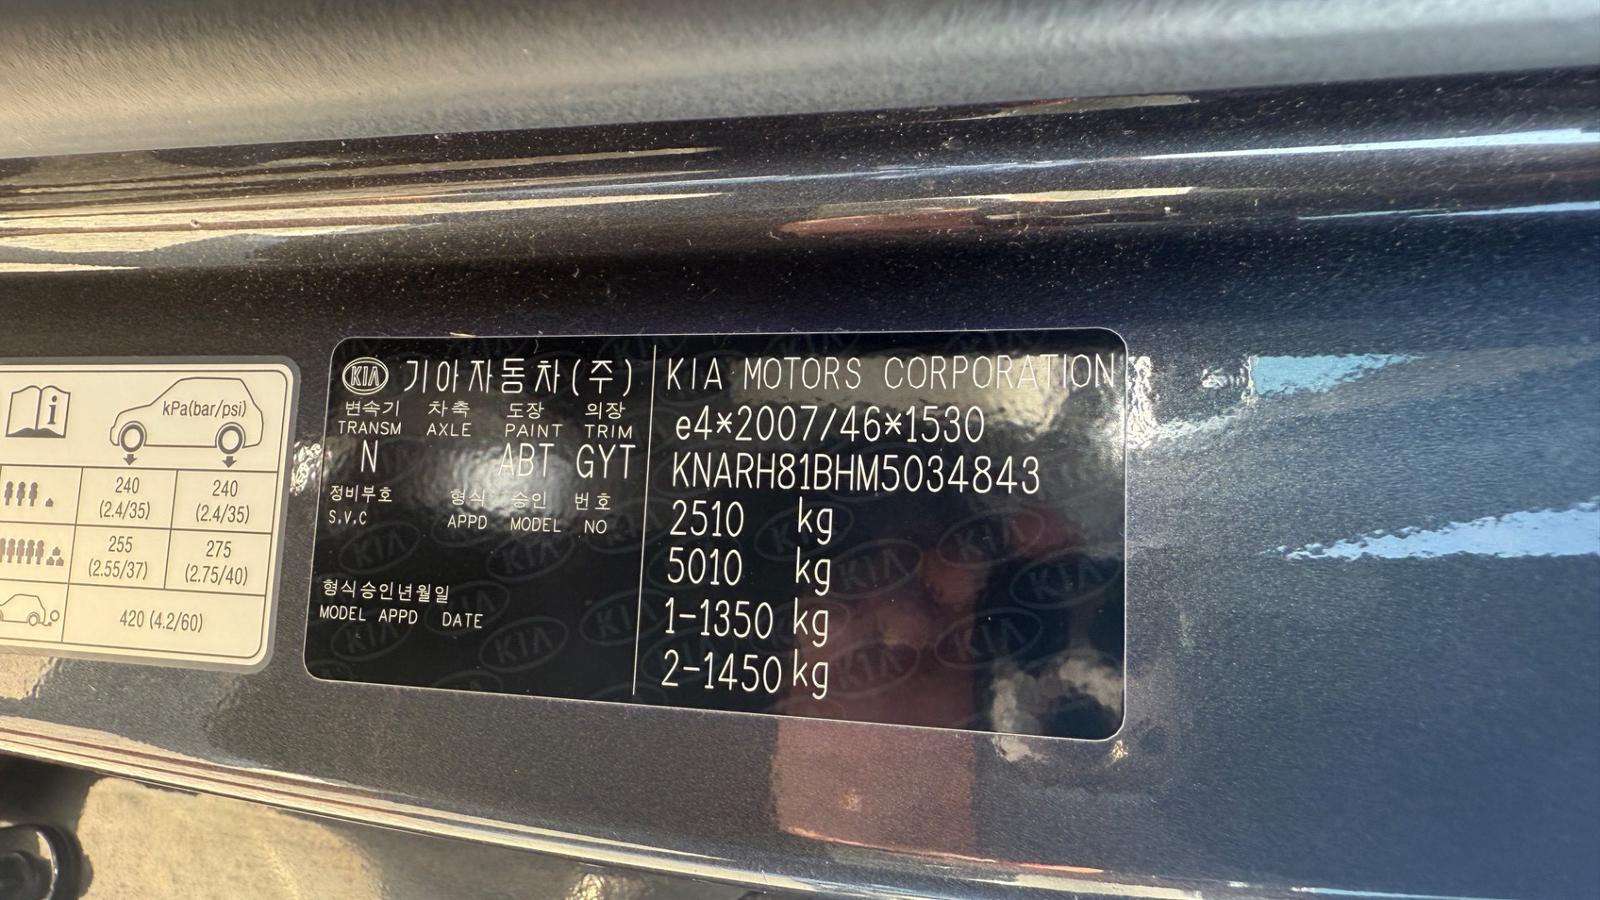 kPa(bar/psi)
240 (2.4/35) 240 (2.4/35)
255 (2.55/37) 275 (2.75/40)
420 (4.2/60)
KIA 기아자동차(주)
변속기 차축 도장 의장
TRANSM AXLE PAINT TRIM
N ABT GYT
정비부호 형식 승인 번호
S.V.C APPD MODEL NO
형식승인년월일
MODEL APPD DATE
KIA MOTORS CORPORATION
e4*2007/46*1530
KNARH81BHM5034843
2510 kg
5010 kg
1-1350 kg
2-1450 kg